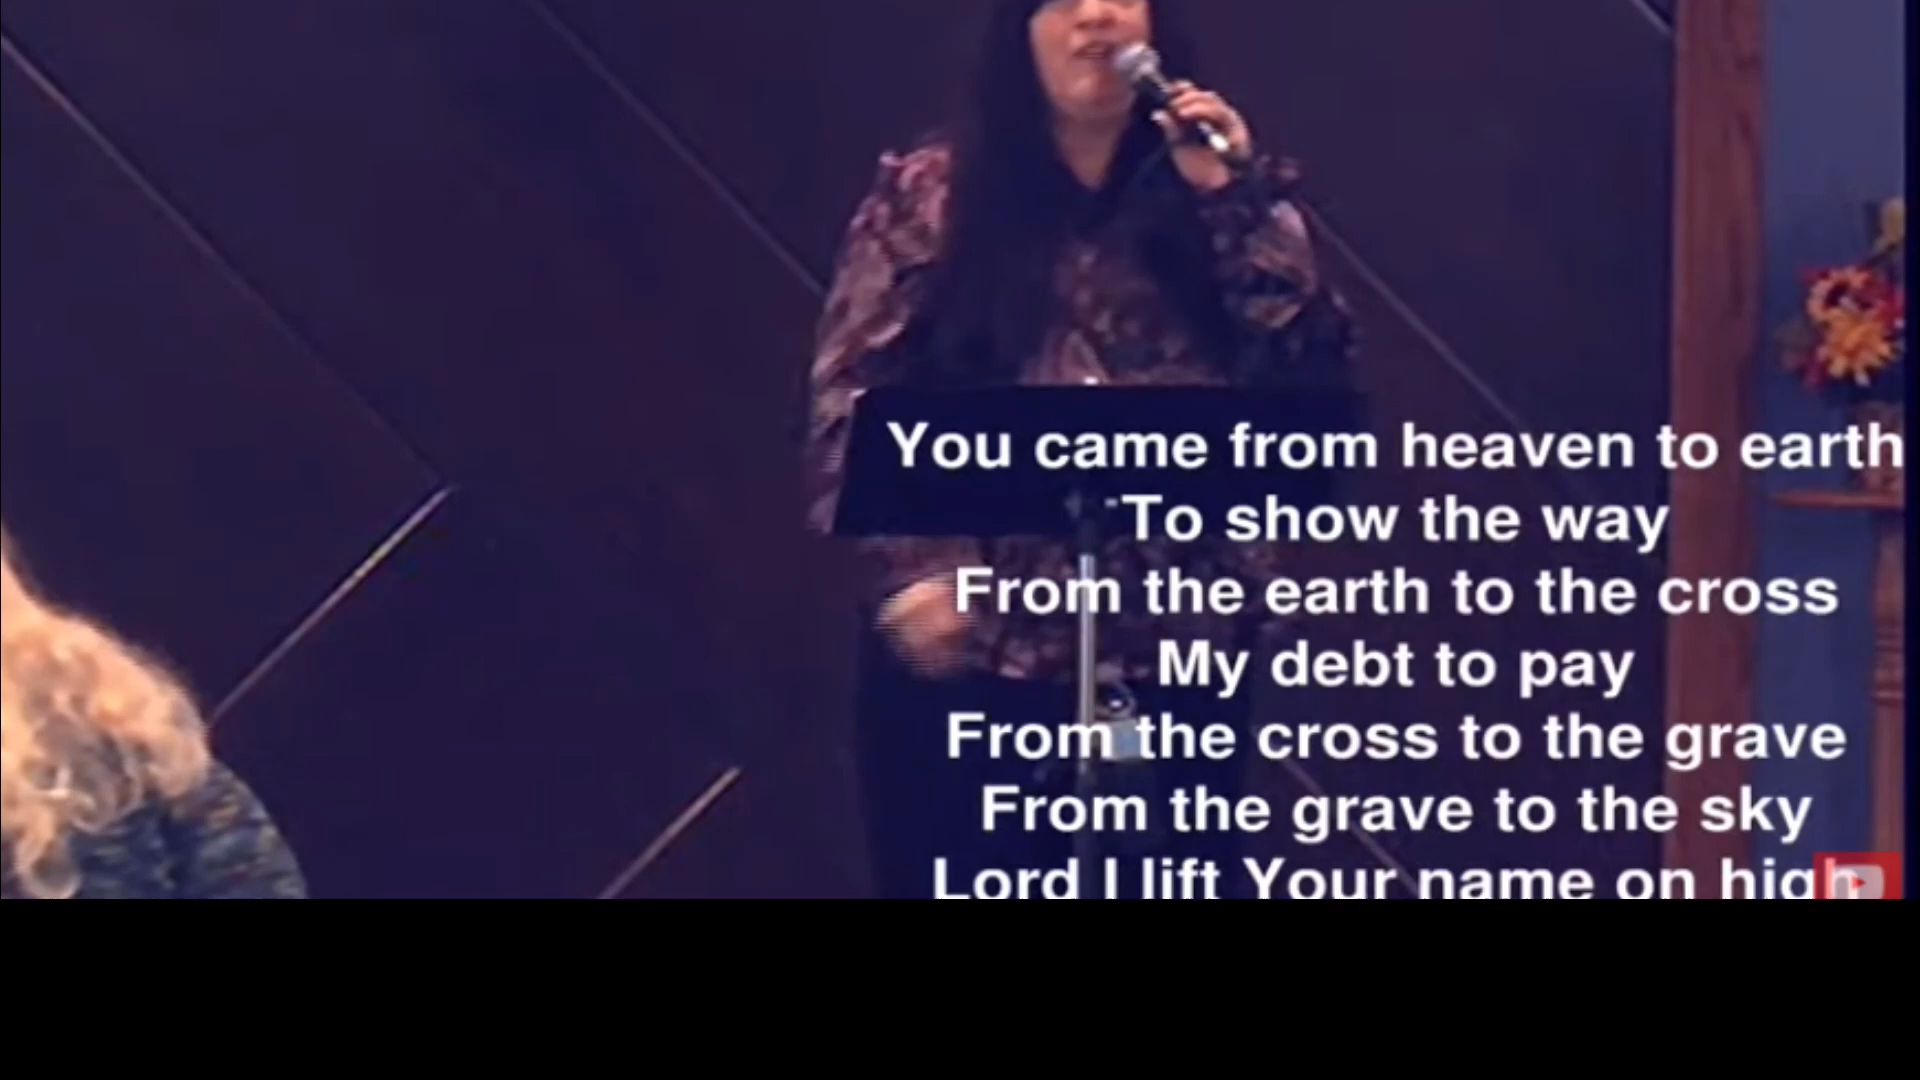 You came from heaven to earth
To show the way
From the earth to the cross
My debt to pay
From the cross to the grave
From the grave to the sky
Lord I lift Your name on high